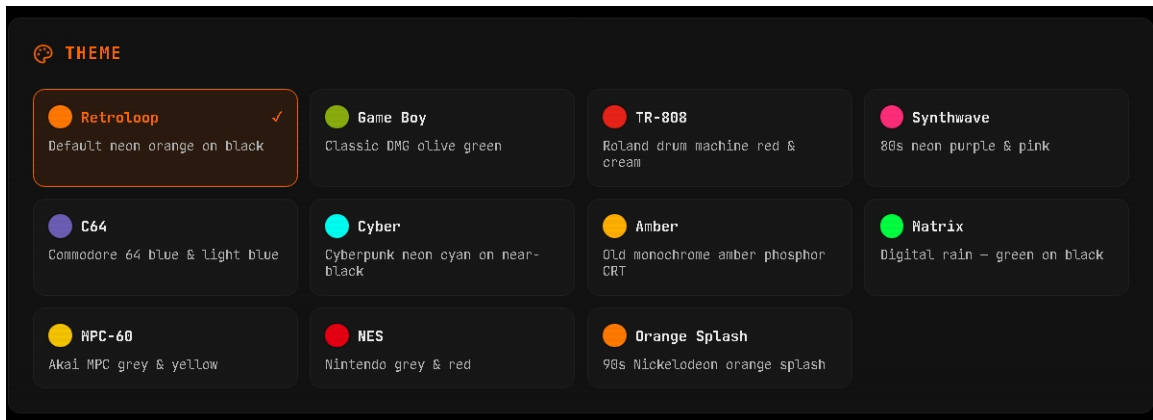 THEME
Retroloop ✓
Default neon orange on black
Game Boy
Classic DMG olive green
TR-808
Roland drum machine red &
cream
Synthwave
80s neon purple & pink
C64
Commodore 64 blue & light blue
Cyber
Cyberpunk neon cyan on near-
black
Amber
Old monochrome amber phosphor
CRT
Matrix
Digital rain — green on black
MPC-60
Akai MPC grey & yellow
NES
Nintendo grey & red
Orange Splash
90s Nickelodeon orange splash